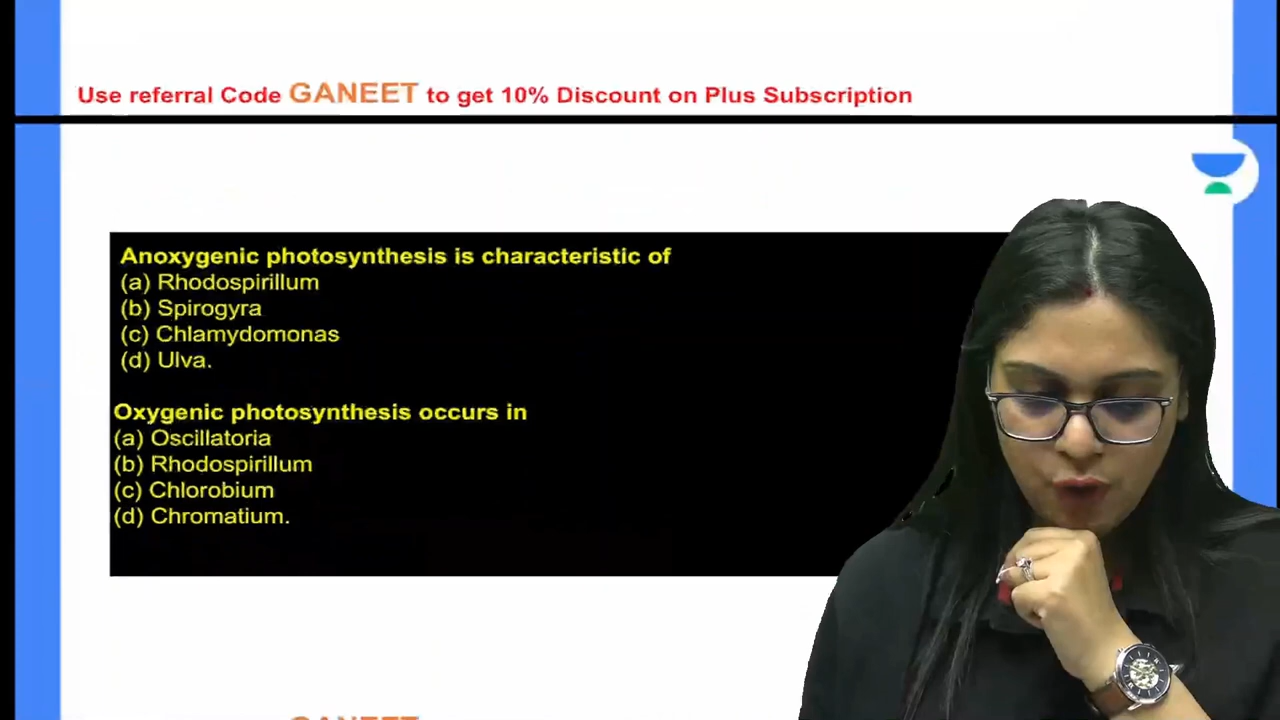 Use referral Code GANEET to get 10% Discount on Plus Subscription
Anoxygenic photosynthesis is characteristic of
(a) Rhodospirillum
(b) Spirogyra
(c) Chlamydomonas
(d) Ulva.
Oxygenic photosynthesis occurs in
(a) Oscillatoria
(b) Rhodospirillum
(c) Chlorobium
(d) Chromatium.